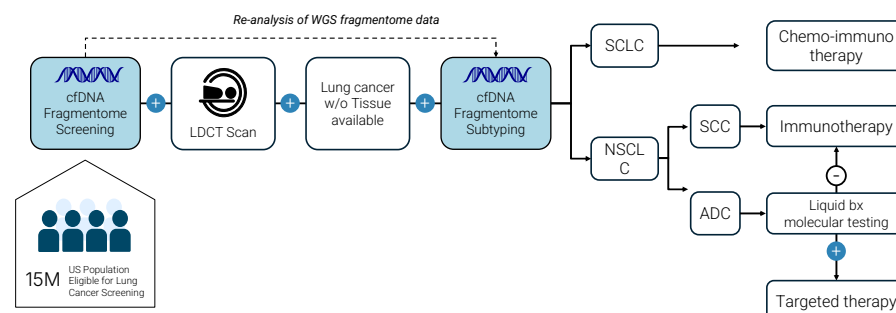 Re-analysis of WGS fragmentome data
cfDNA
Fragmentome
Screening
+
LDCT Scan
+
Lung cancer
w/o Tissue
available
+
cfDNA
Fragmentome
Subtyping
SCLC
Chemo-immuno
therapy
NSCL
C
SCC
Immunotherapy
-
ADC
Liquid bx
molecular testing
+
Targeted therapy
15M
US Population
Eligible for Lung
Cancer Screening